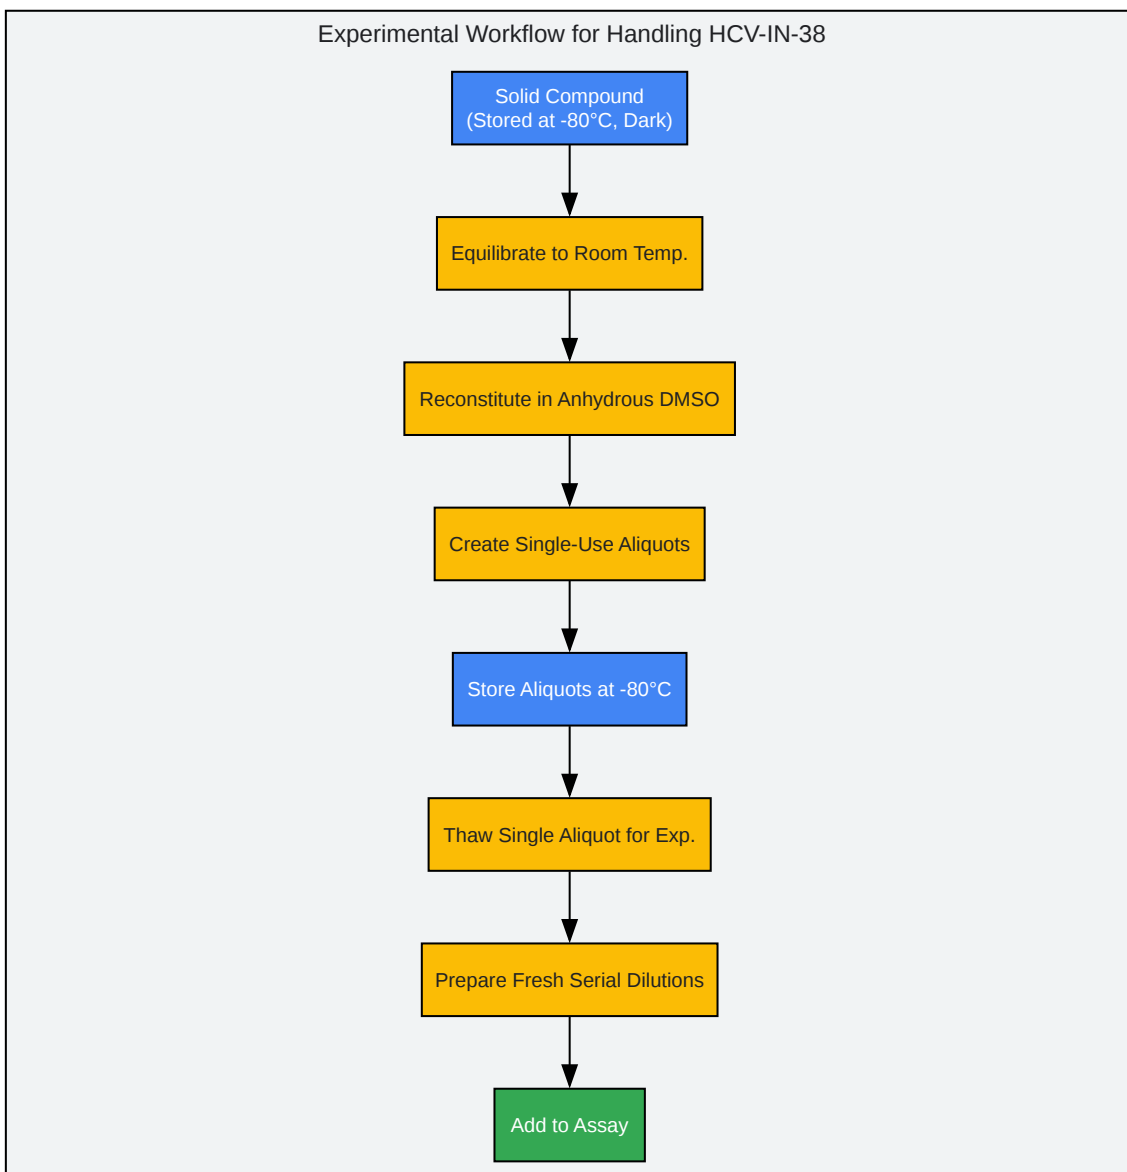 Experimental Workflow for Handling HCV-IN-38
Solid Compound
(Stored at -80°C, Dark)
Equilibrate to Room Temp.
Reconstitute in Anhydrous DMSO
Create Single-Use Aliquots
Store Aliquots at -80°C
Thaw Single Aliquot for Exp.
Prepare Fresh Serial Dilutions
Add to Assay